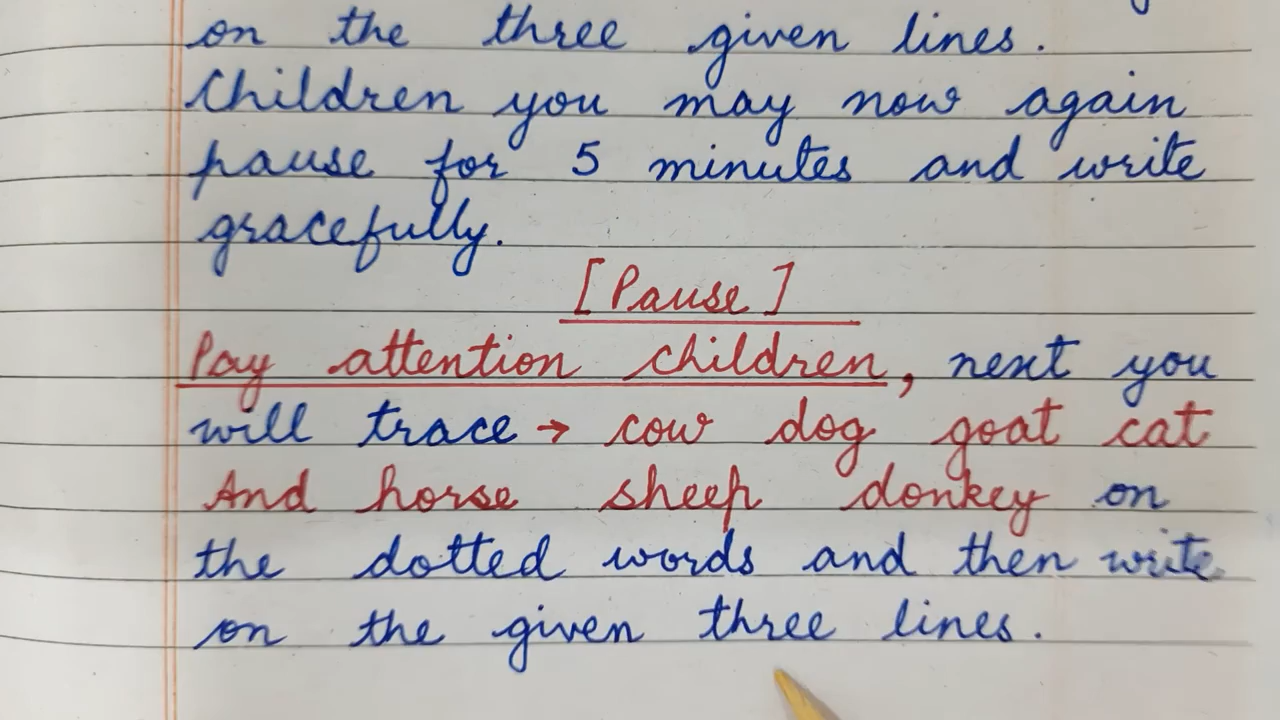 on the three given lines.
Children you may now again
pause for 5 minutes and write
gracefully.
[Pause]
Pay attention children, next you
will trace → cow dog goat cat
And horse sheep donkey on
the dotted words and then write
on the given three lines.